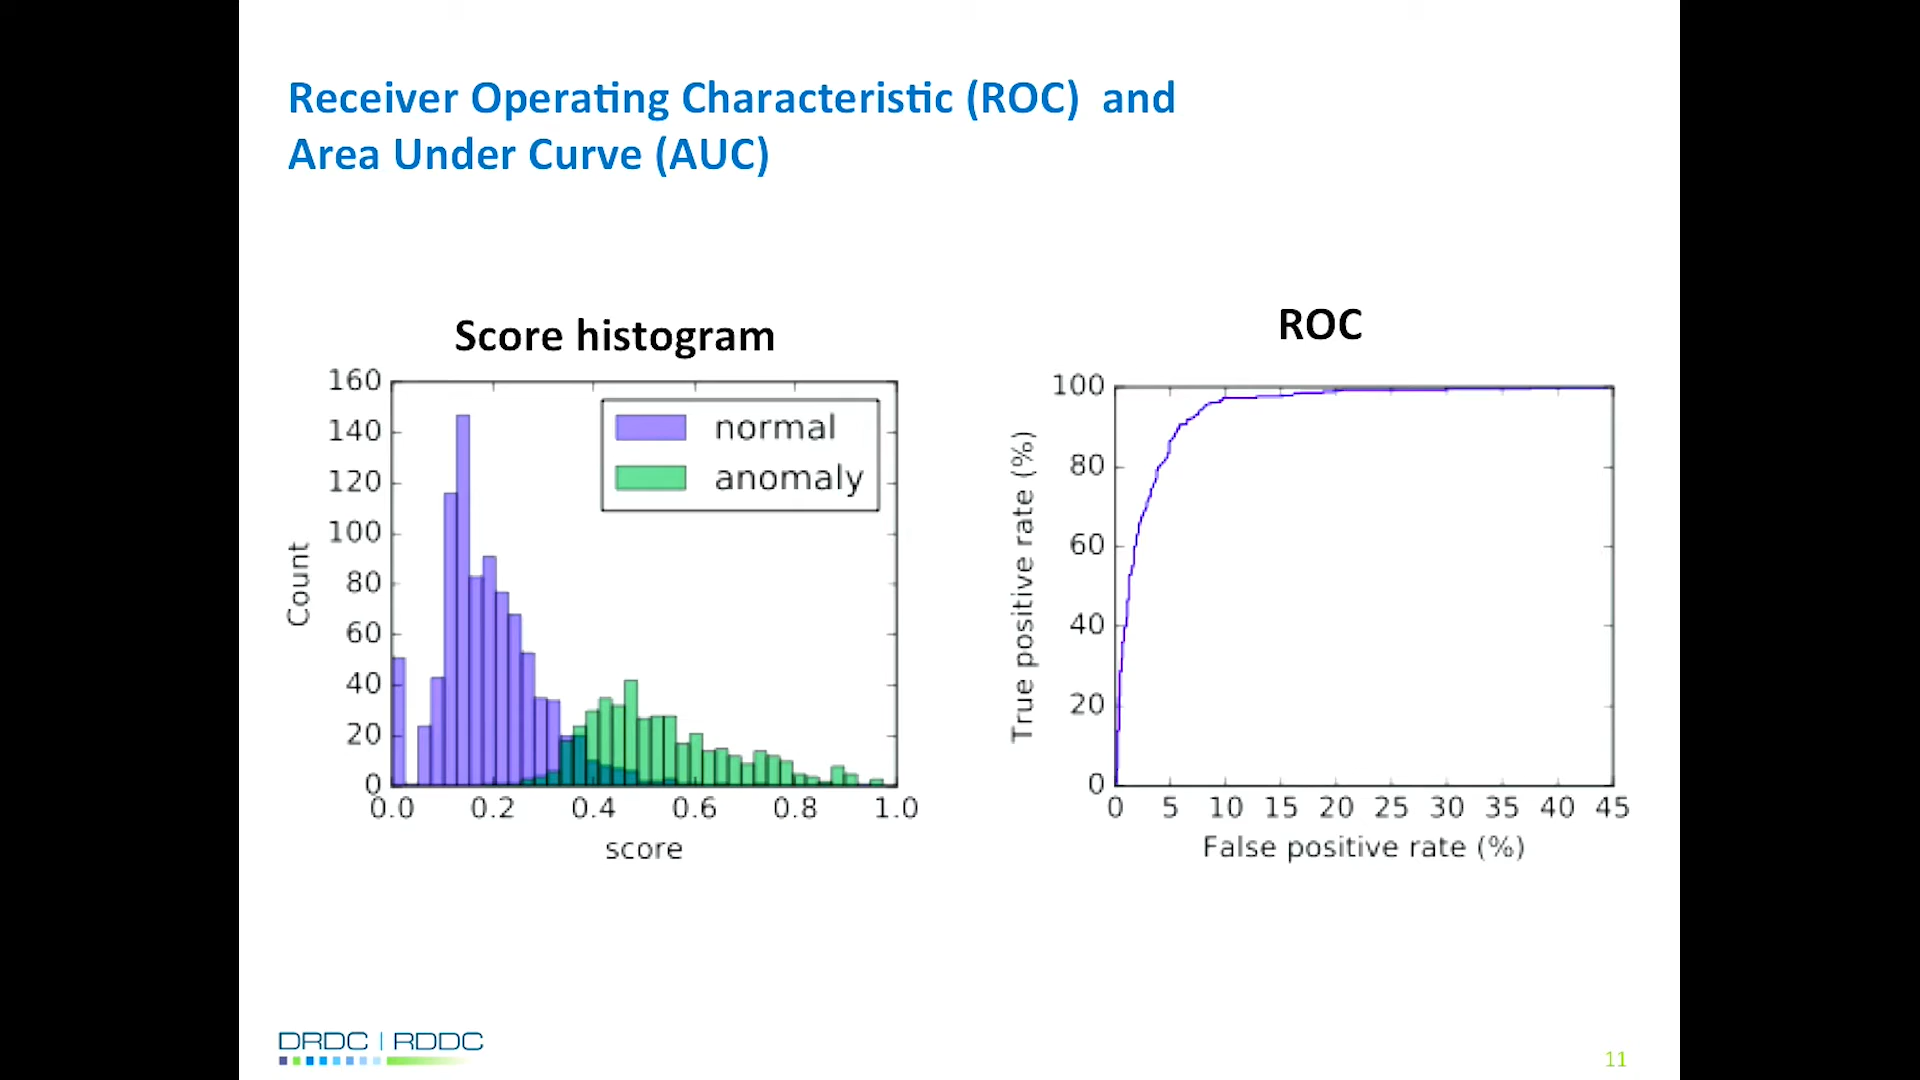 Receiver Operating Characteristic (ROC) and
Area Under Curve (AUC)
Score histogram
160
140
120
100
80
60
40
20
0
Count
normal
anomaly
0.0 0.2 0.4 0.6 0.8 1.0
score
ROC
100
80
60
40
20
0
True positive rate (%)
0 5 10 15 20 25 30 35 40 45
False positive rate (%)
DRDC | RDDC
11